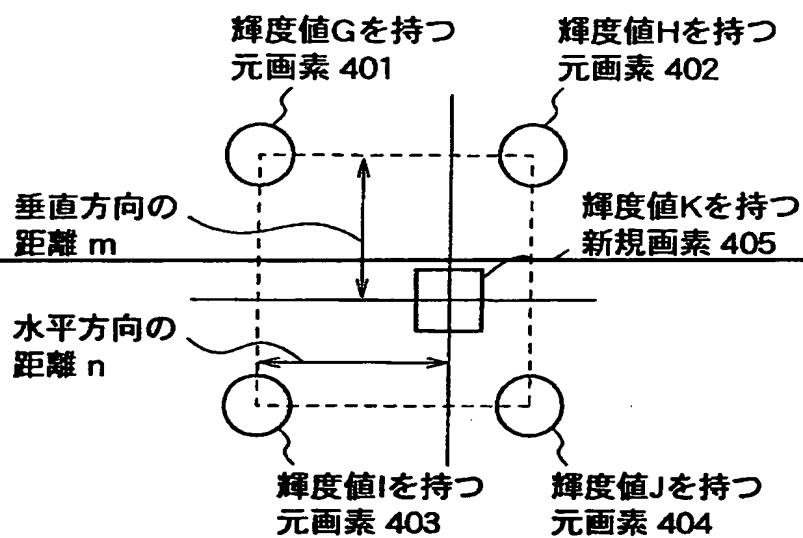 輝度値Gを持つ
元画素 401
輝度値Hを持つ
元画素 402
垂直方向の
距離 m
輝度値Kを持つ
新規画素 405
水平方向の
距離 n
輝度値Iを持つ
元画素 403
輝度値Jを持つ
元画素 404